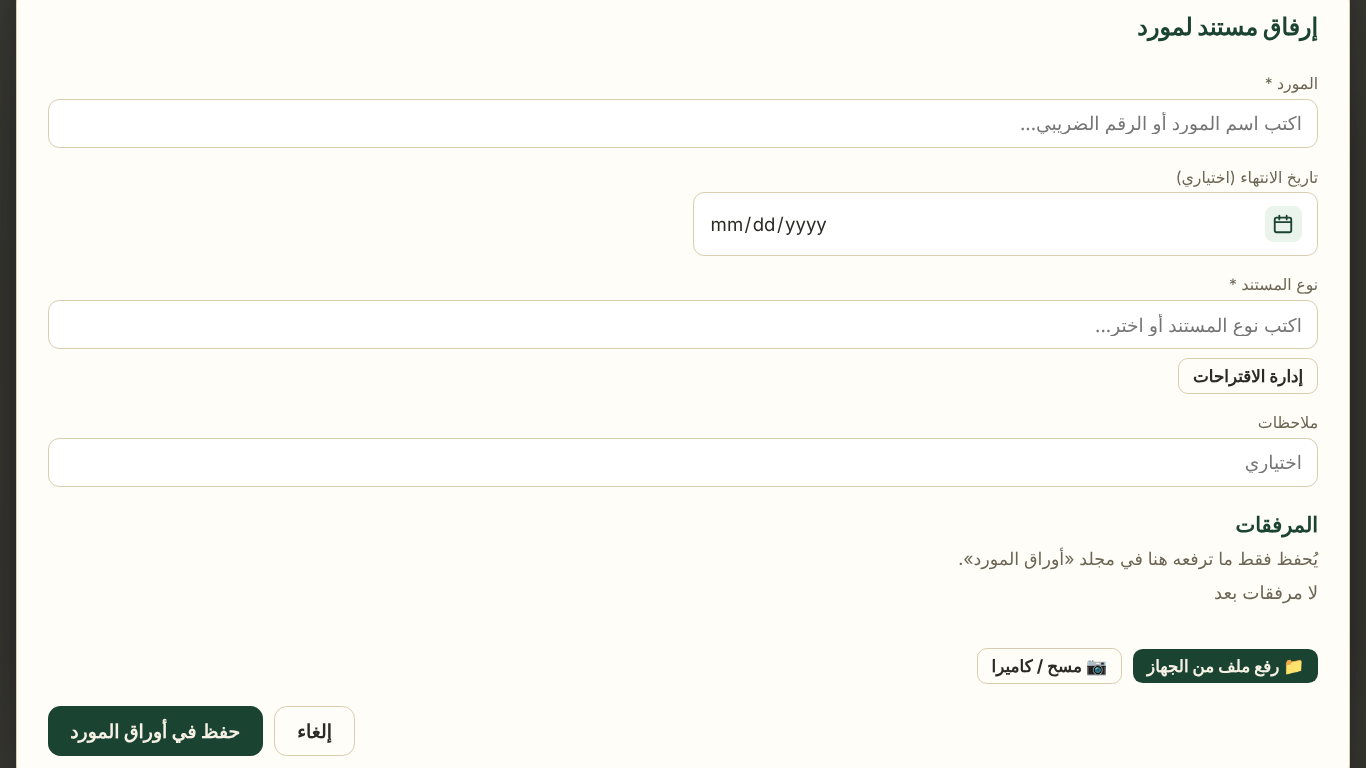 إرفاق مستند لمورد
المورد *
اكتب اسم المورد أو الرقم الضريبي...
تاريخ الانتهاء (اختياري)
mm/dd/yyyy
نوع المستند *
اكتب نوع المستند أو اختر...
إدارة الاقتراحات
ملاحظات
اختياري
المرفقات
يُحفظ فقط ما ترفعه هنا في مجلد «أوراق المورد».
لا مرفقات بعد
📁 رفع ملف من الجهاز
📷 مسح / كاميرا
إلغاء
حفظ في أوراق المورد